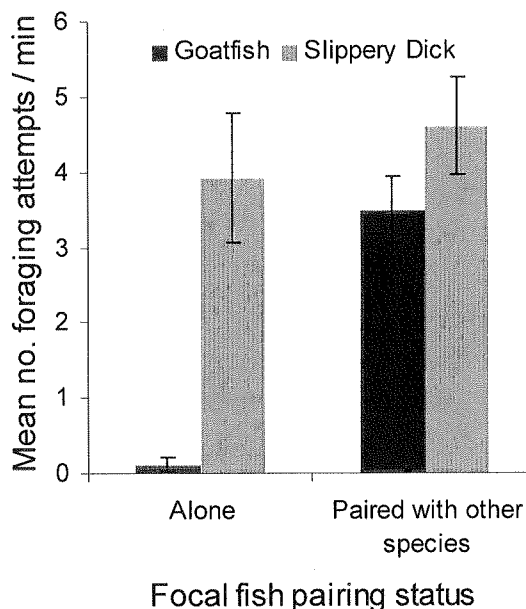 Mean no. foraging attempts / min
6
5
4
3
2
1
0
Goatfish Slippery Dick
Alone Paired with other
species
Focal fish pairing status